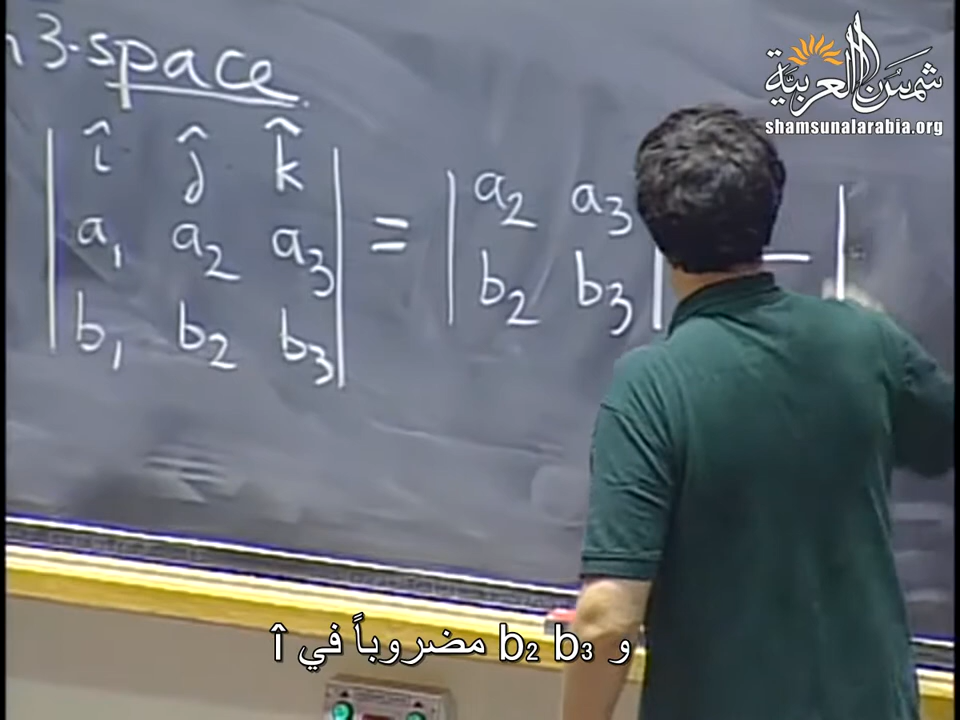 شمس العربية
shamsunalarabia.org
3-space
| î ĵ k̂ |
| a₁ a₂ a₃ | = | a₂ a₃
| b₁ b₂ b₃ | | b₂ b₃ | − |
و b₂ b₃ مضروباً في î